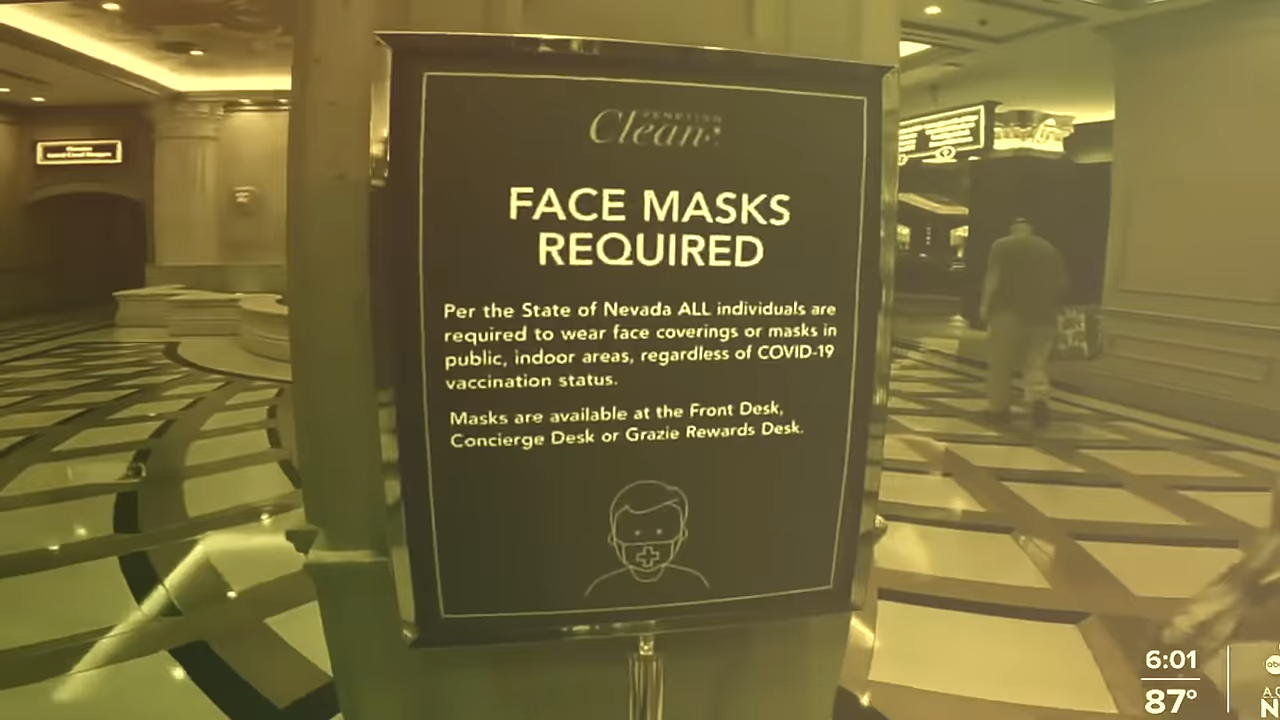 VENETIAN
Clean
FACE MASKS
REQUIRED
Per the State of Nevada ALL individuals are
required to wear face coverings or masks in
public, indoor areas, regardless of COVID-19
vaccination status.
Masks are available at the Front Desk,
Concierge Desk or Grazie Rewards Desk.
6:01
87°
abc